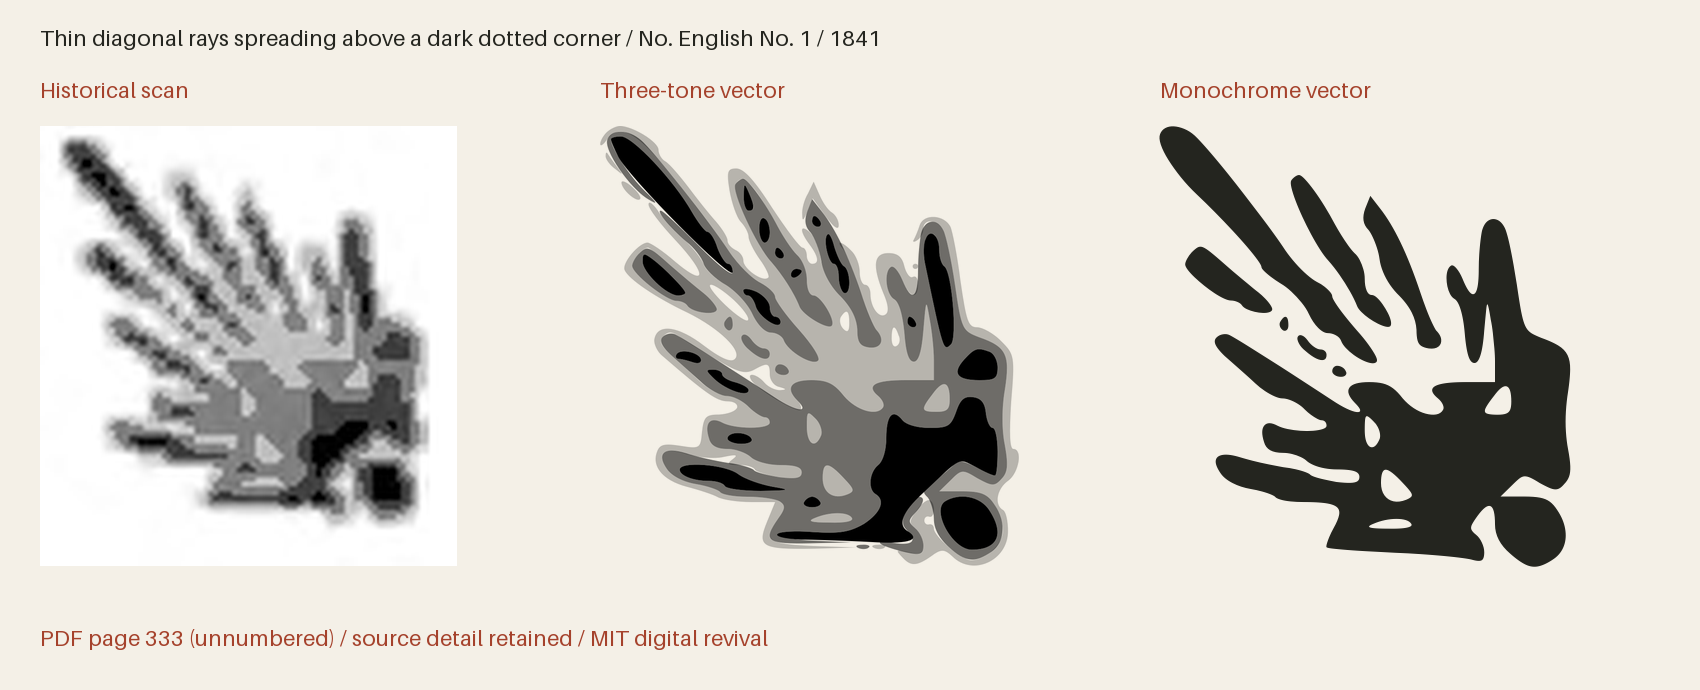 Thin diagonal rays spreading above a dark dotted corner / No. English No. 1 / 1841
Historical scan
Three-tone vector
Monochrome vector
PDF page 333 (unnumbered) / source detail retained / MIT digital revival